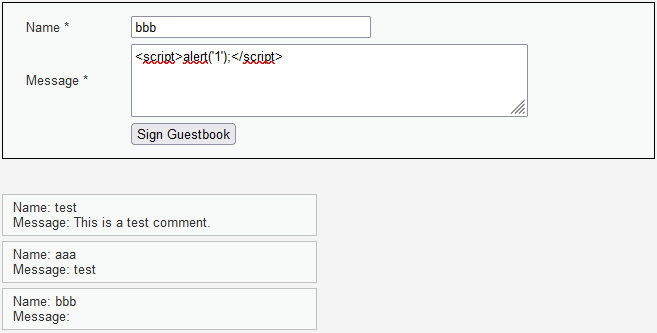 Name * bbb
Message * <script>alert('1');</script>
Sign Guestbook
Name: test
Message: This is a test comment.
Name: aaa
Message: test
Name: bbb
Message: